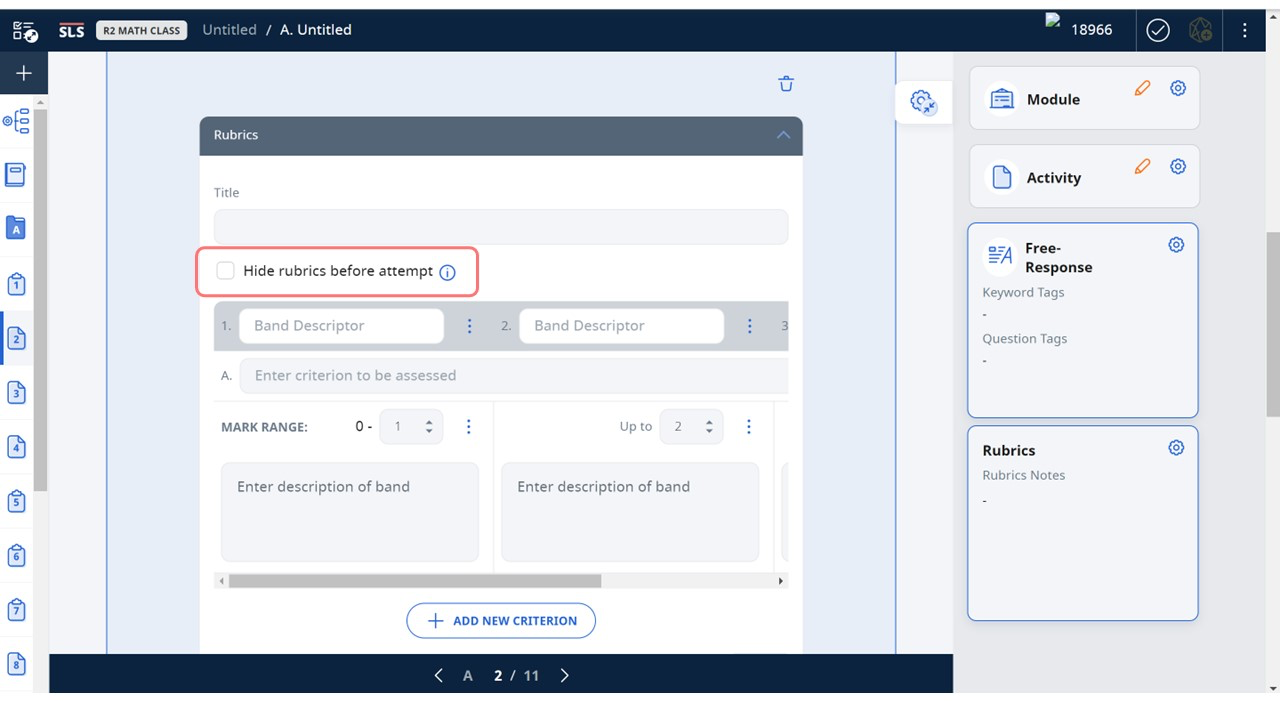 SLS R2 MATH CLASS Untitled / A. Untitled 18966
Rubrics
Title
Hide rubrics before attempt
1. Band Descriptor 2. Band Descriptor 3
A. Enter criterion to be assessed
MARK RANGE: 0 - 1 Up to 2
Enter description of band Enter description of band
ADD NEW CRITERION
A 2 / 11
A
1
2
3
4
5
6
7
8
Module
Activity
Free-
Response
Keyword Tags
-
Question Tags
-
Rubrics
Rubrics Notes
-